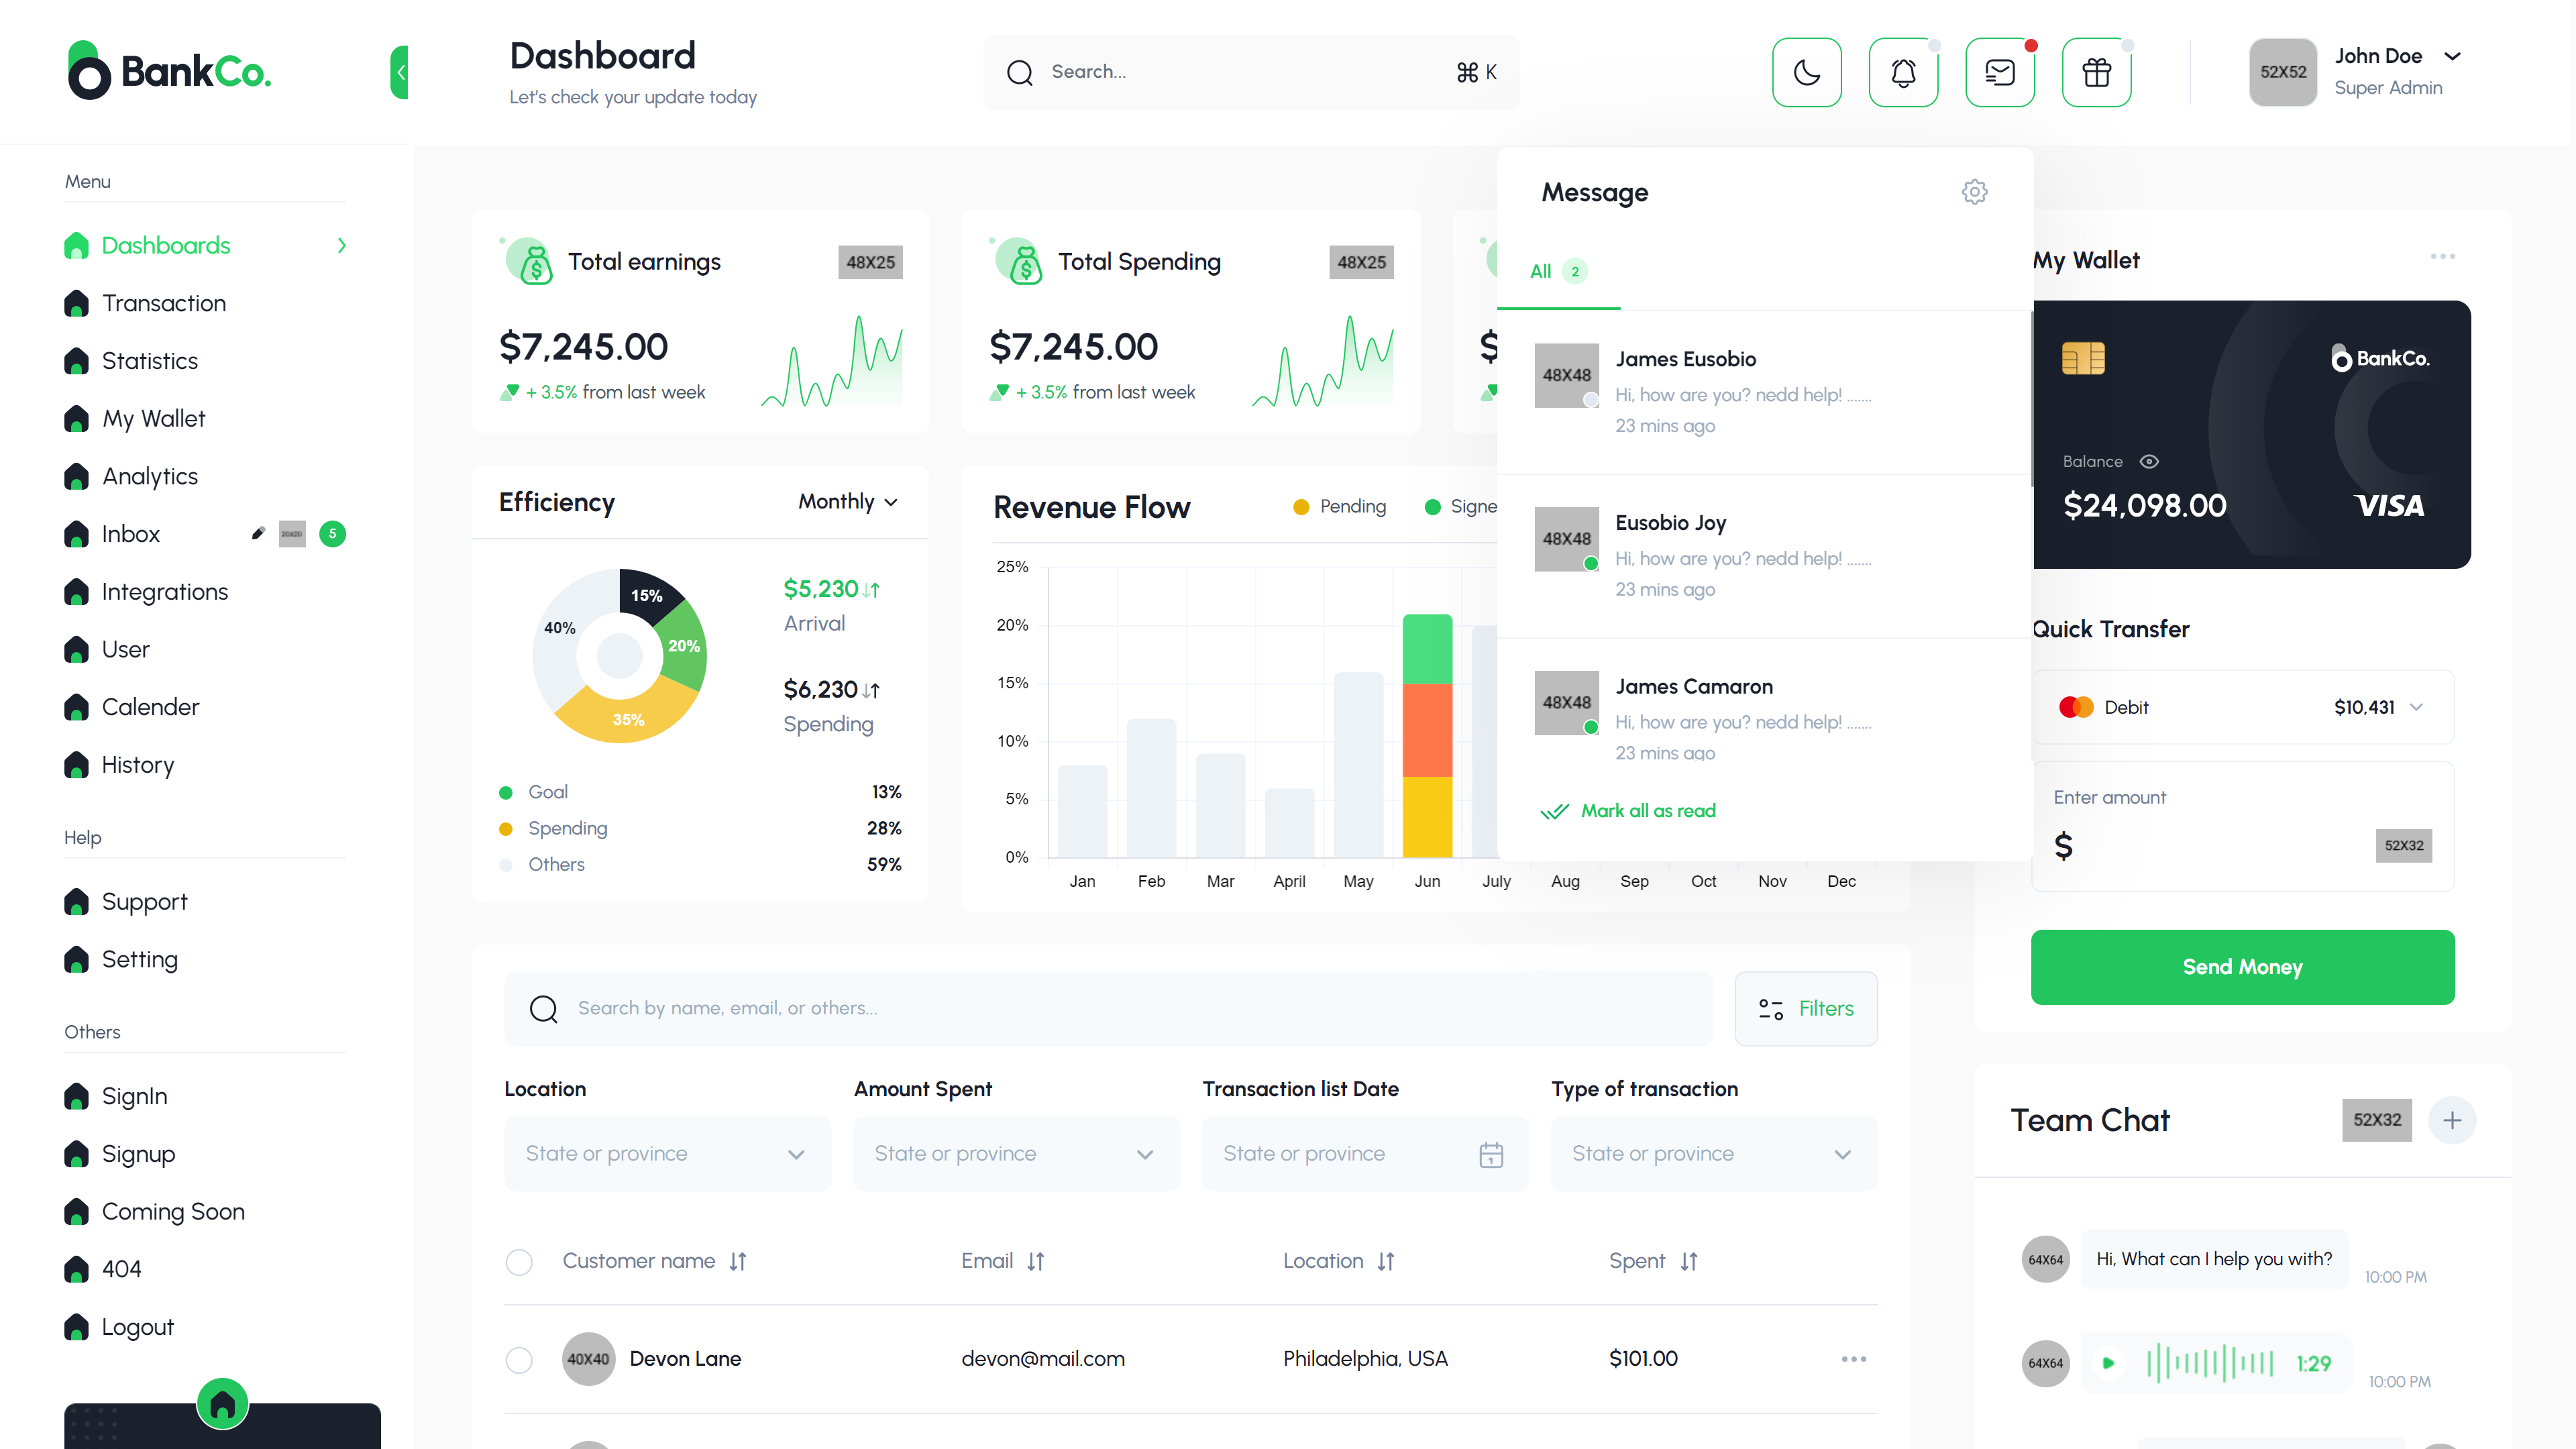 BankCo.
Dashboard
Let's check your update today
Search...
⌘ K
52X52
John Doe
Super Admin
Menu
Dashboards
Transaction
Statistics
My Wallet
Analytics
Inbox
20x20
5
Integrations
User
Calender
History
Help
Support
Setting
Others
SignIn
Signup
Coming Soon
404
Logout
Total earnings
48X25
$7,245.00
+ 3.5% from last week
Total Spending
48X25
$7,245.00
+ 3.5% from last week
$
Efficiency
Monthly
15%
20%
35%
40%
$5,230
Arrival
$6,230
Spending
Goal
13%
Spending
28%
Others
59%
Revenue Flow
Pending
Signe
25%
20%
15%
10%
5%
0%
Jan
Feb
Mar
April
May
Jun
July
Aug
Sep
Oct
Nov
Dec
Message
All
2
48X48
James Eusobio
Hi, how are you? nedd help! .......
23 mins ago
48X48
Eusobio Joy
Hi, how are you? nedd help! .......
23 mins ago
48X48
James Camaron
Hi, how are you? nedd help! .......
23 mins ago
Mark all as read
My Wallet
BankCo.
Balance
$24,098.00
VISA
Quick Transfer
Debit
$10,431
Enter amount
$
52X32
Send Money
Search by name, email, or others...
Filters
Location
Amount Spent
Transaction list Date
Type of transaction
State or province
State or province
State or province
1
State or province
Customer name
Email
Location
Spent
40X40
Devon Lane
devon@mail.com
Philadelphia, USA
$101.00
Team Chat
52X32
64X64
Hi, What can I help you with?
10:00 PM
64X64
1:29
10:00 PM